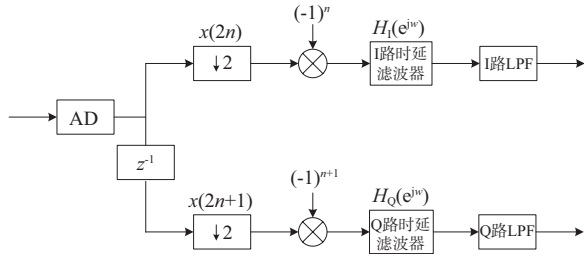 (-1)ⁿ
x(2n)
H_I(e^{jw})
↓2
I路时延
滤波器
I路LPF
AD
z⁻¹
(-1)ⁿ⁺¹
x(2n+1)
H_Q(e^{jw})
↓2
Q路时延
滤波器
Q路LPF